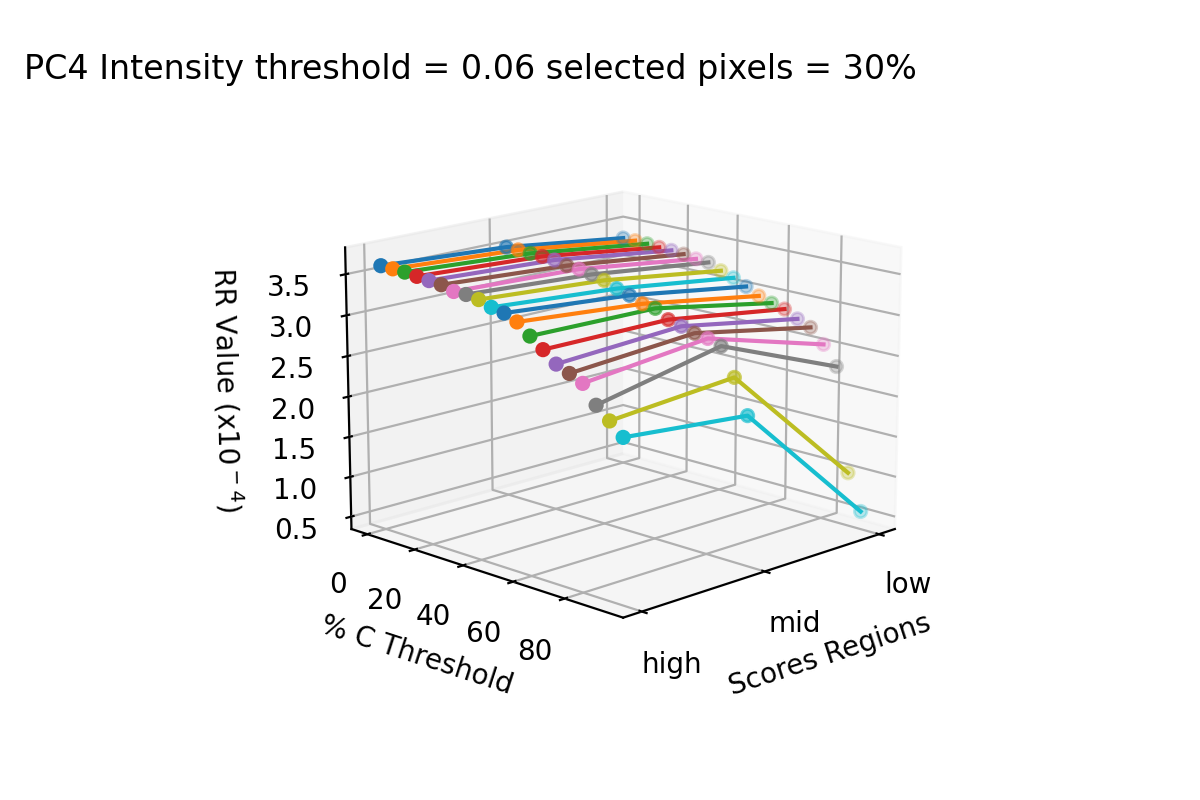 PC4 Intensity threshold = 0.06 selected pixels = 30%
RR Value (x10⁻⁴)
3.5
3.0
2.5
2.0
1.5
1.0
0.5
0
20
40
60
80
% C Threshold
high
mid
low
Scores Regions